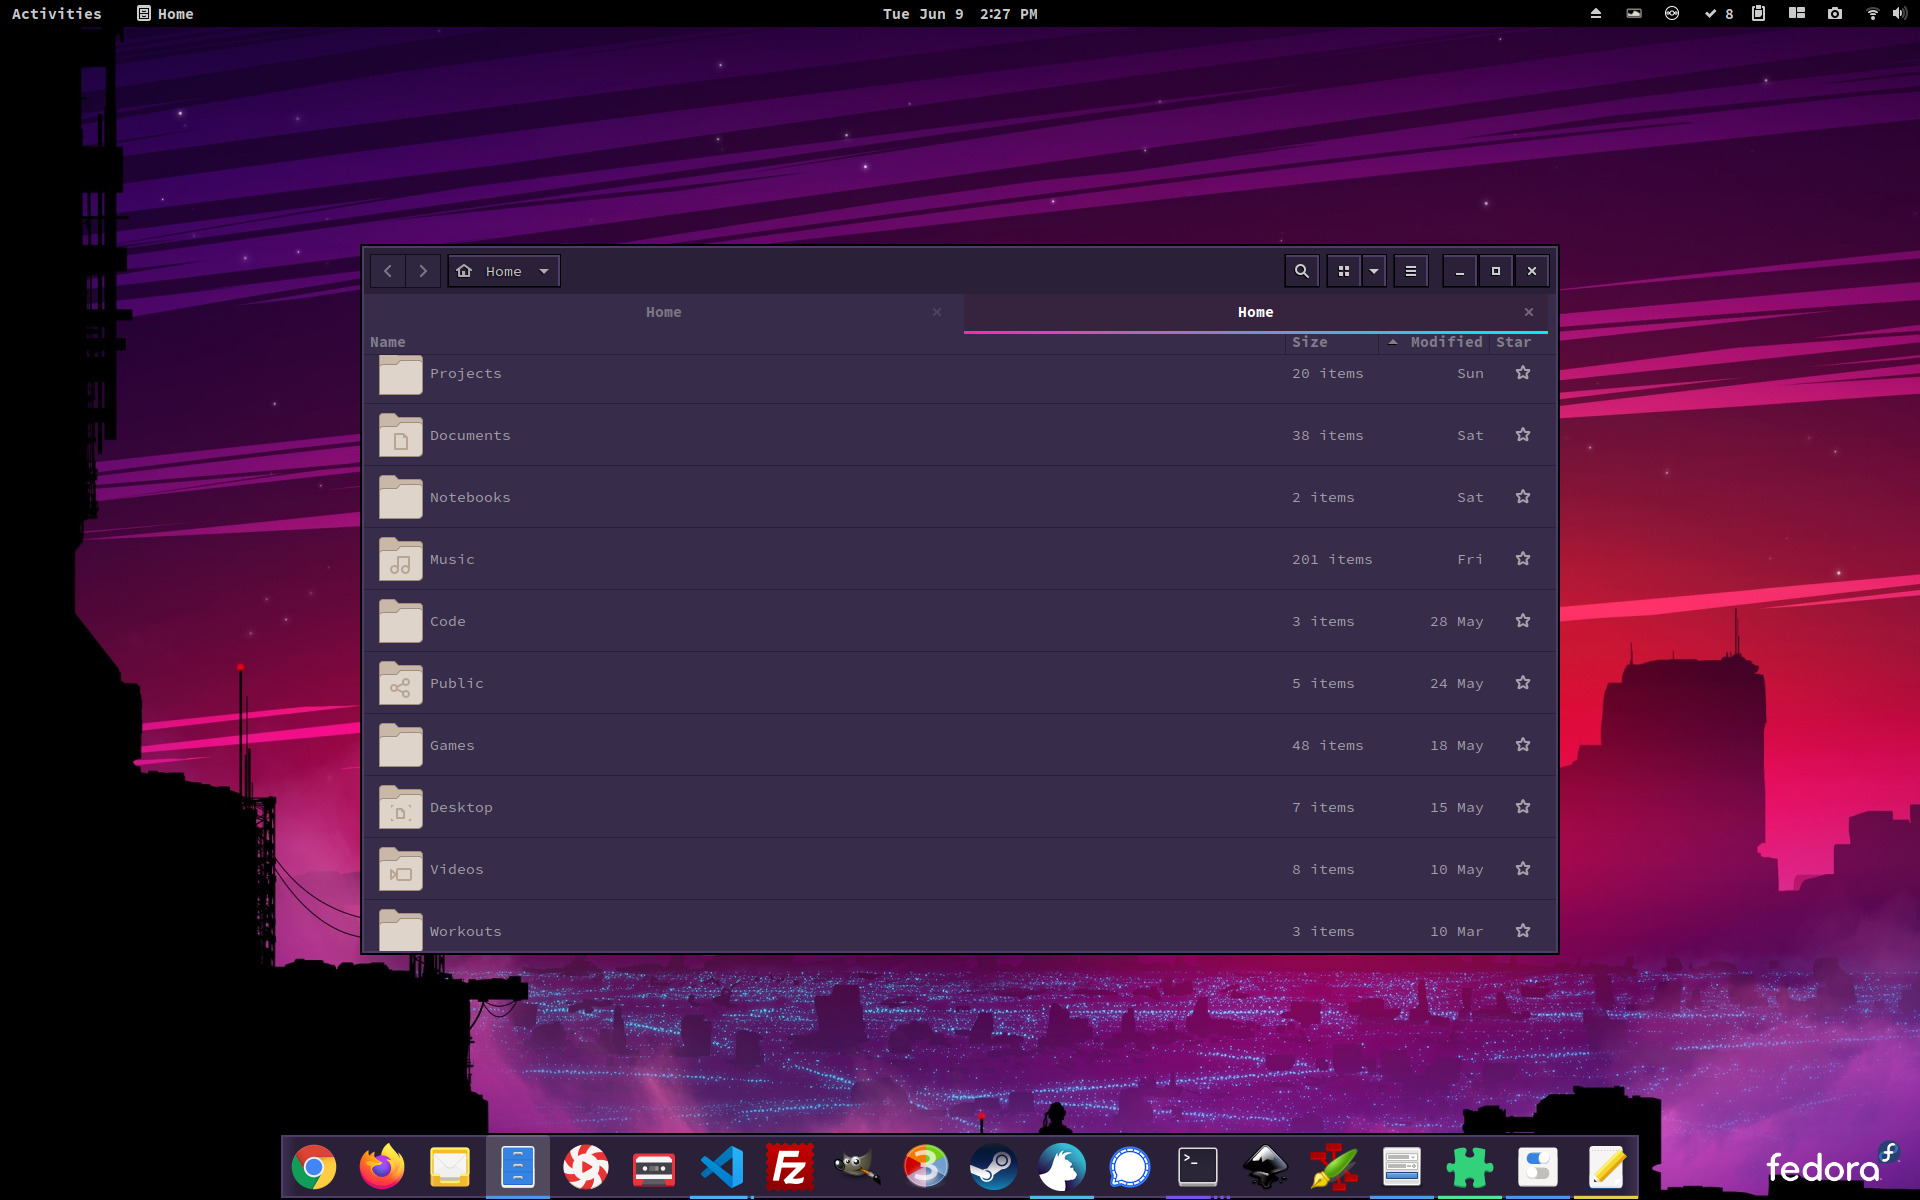 Activities Home Tue Jun 9 2:27 PM 8
Home
Home Home
Name Size Modified Star
Projects 20 items Sun
Documents 38 items Sat
Notebooks 2 items Sat
Music 201 items Fri
Code 3 items 28 May
Public 5 items 24 May
Games 48 items 18 May
Desktop 7 items 15 May
Videos 8 items 10 May
Workouts 3 items 10 Mar
Fz 3 >_
fedora f